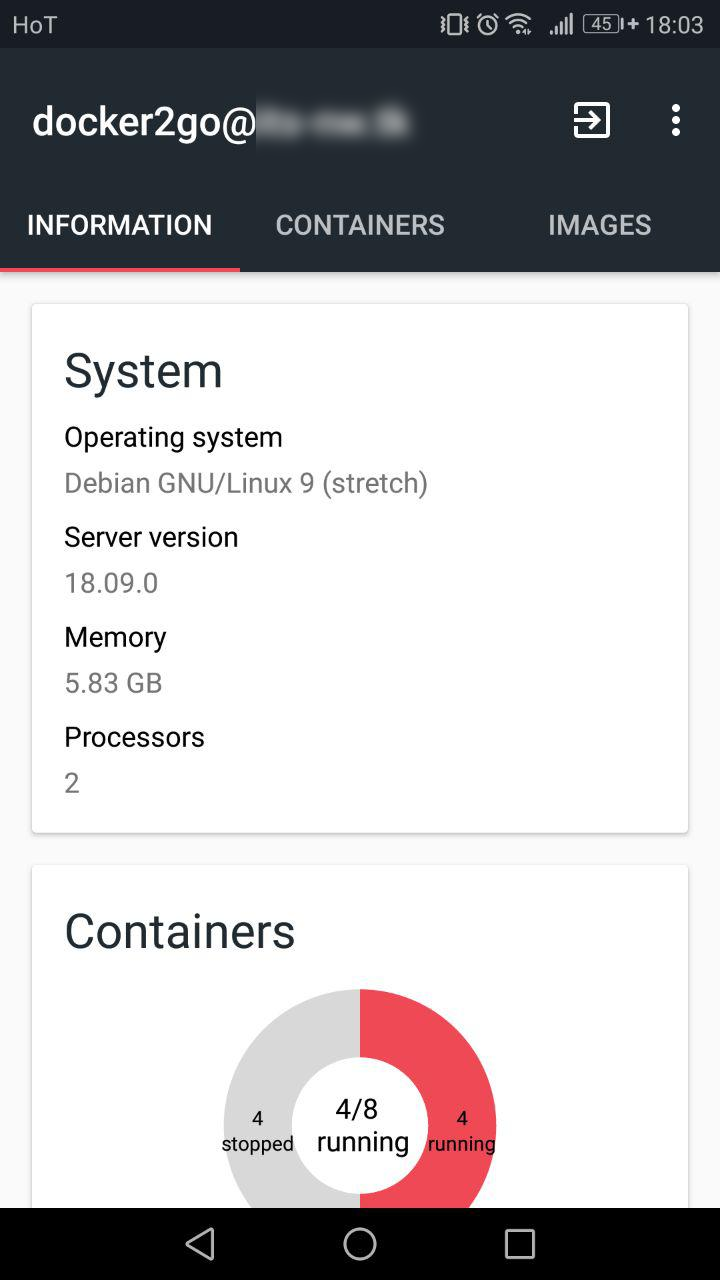 HoT 45 18:03
docker2go@
INFORMATION CONTAINERS IMAGES
System
Operating system
Debian GNU/Linux 9 (stretch)
Server version
18.09.0
Memory
5.83 GB
Processors
2
Containers
4/8
running
4
stopped
4
running